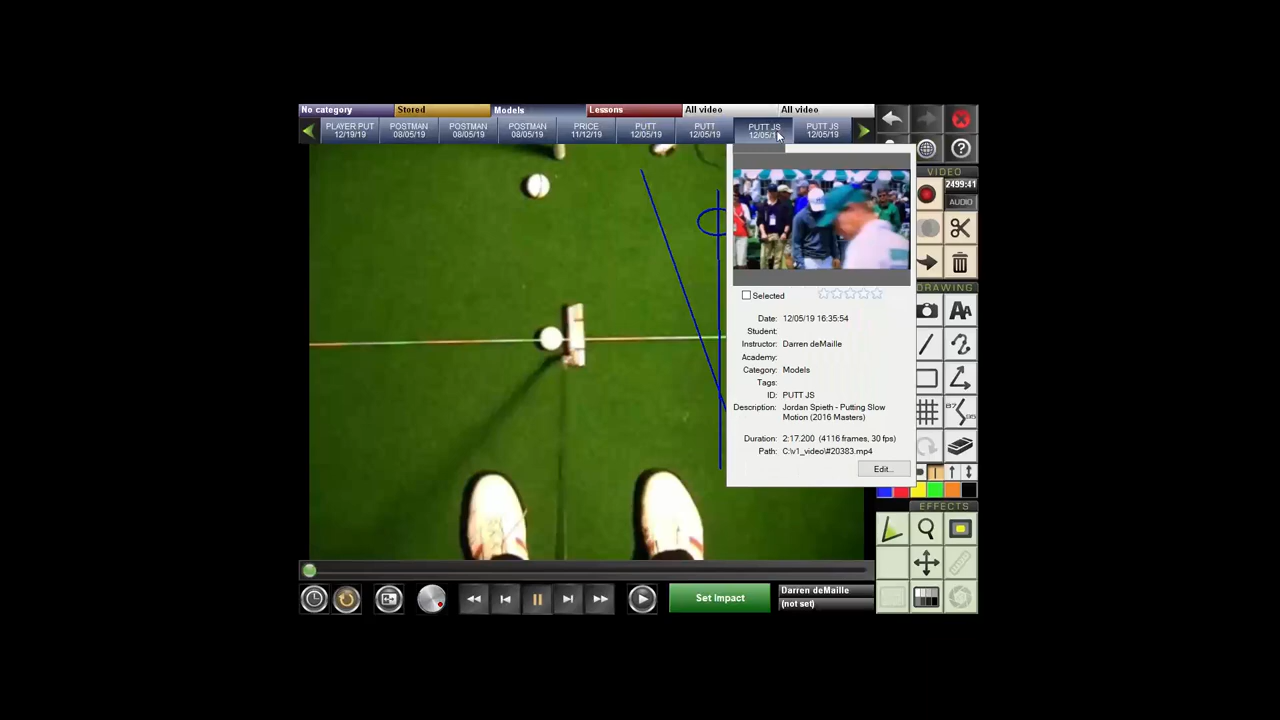 No category Stored Models Lessons All video All video
PLAYER PUT POSTMAN POSTMAN POSTMAN PRICE PUTT PUTT PUTT JS PUTT JS
12/19/19 08/05/19 08/05/19 08/05/19 11/12/19 12/05/19 12/05/19 12/05/19 12/05/19
VIDEO
2499:41
AUDIO
Selected
Date: 12/05/19 16:35:54
Student:
Instructor: Darren deMaille
Academy:
Category: Models
Tags:
ID: PUTT JS
Description: Jordan Spieth - Putting Slow
Motion (2016 Masters)
Duration: 2:17.200 (4116 frames, 30 fps)
Path: C:\v1_video\#20383.mp4
Edit...
DRAWING
AA
EFFECTS
Set Impact
Darren deMaille
(not set)